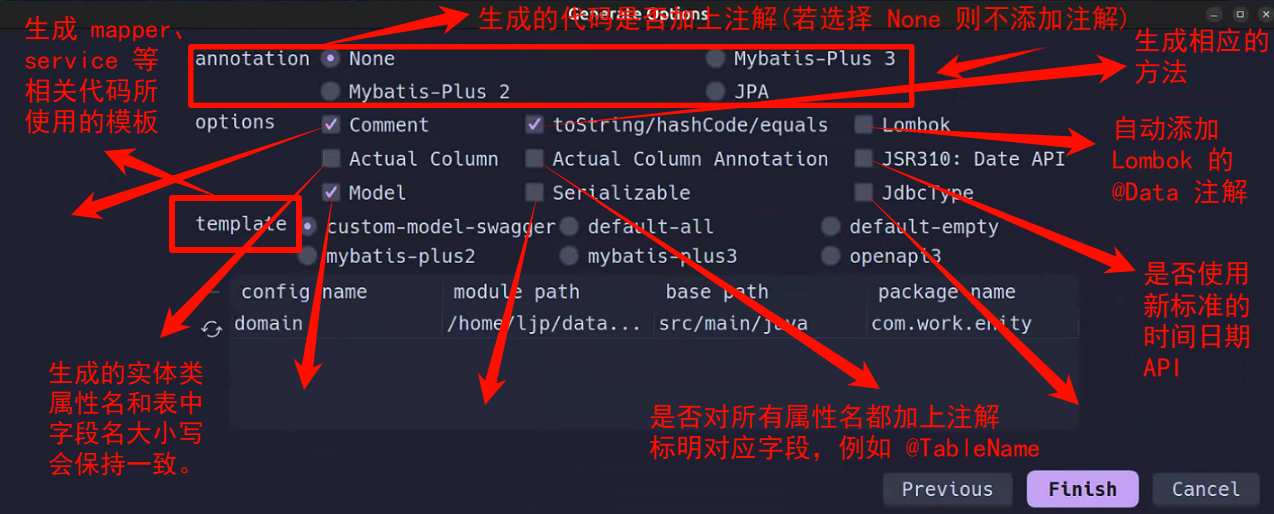 Generate Options
生成的代码是否加上注解(若选择 None 则不添加注解)
生成 mapper、
service 等
相关代码所
使用的模板
生成相应的
方法
annotation None Mybatis-Plus 3
Mybatis-Plus 2 JPA
options Comment toString/hashCode/equals Lombok
Actual Column Actual Column Annotation JSR310: Date API
Model Serializable JdbcType
自动添加
Lombok 的
@Data 注解
template custom-model-swagger default-all default-empty
mybatis-plus2 mybatis-plus3 openapi3
config name module path base path package name
domain /home/ljp/data... src/main/java com.work.enity
是否使用
新标准的
时间日期
API
生成的实体类
属性名和表中
字段名大小写
会保持一致。
是否对所有属性名都加上注解
标明对应字段，例如 @TableName
Previous Finish Cancel